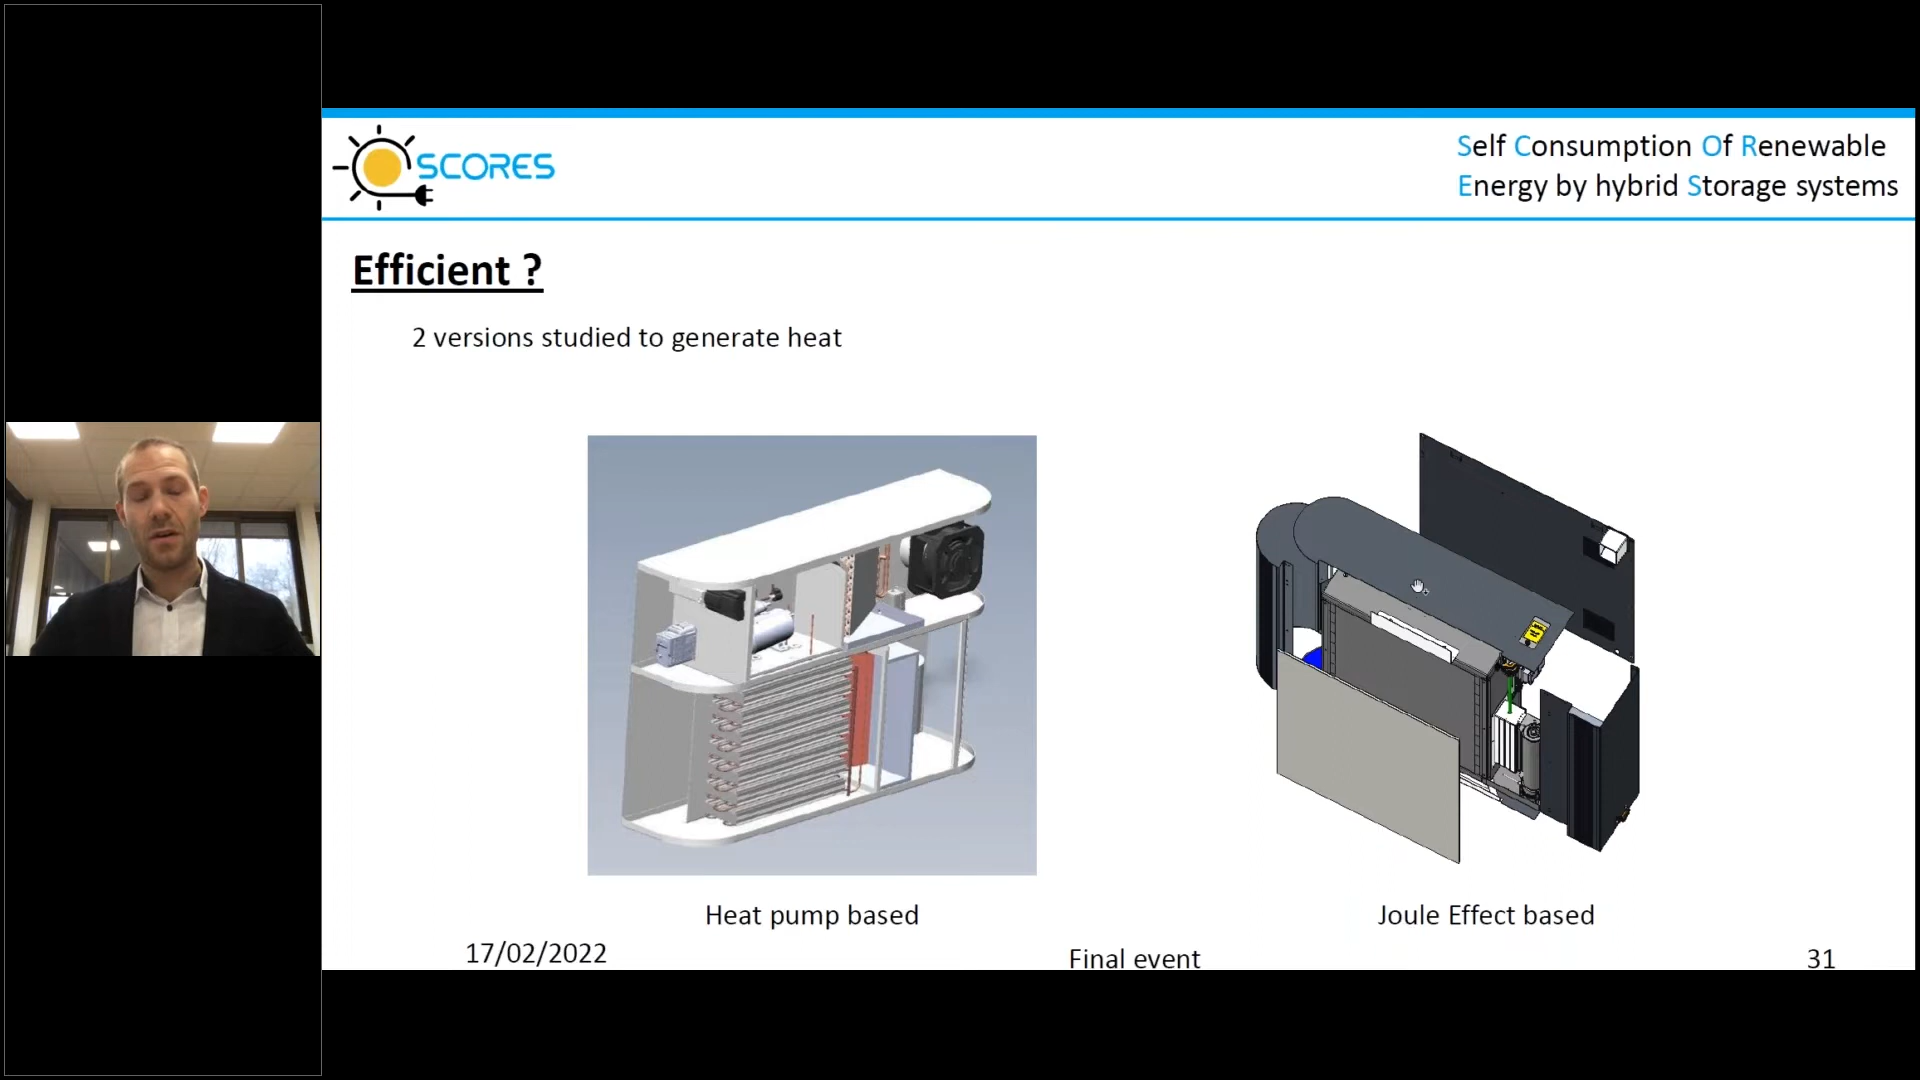 SCORES
Self Consumption Of Renewable
Energy by hybrid Storage systems
Efficient ?
2 versions studied to generate heat
Heat pump based
Joule Effect based
17/02/2022
Final event
31